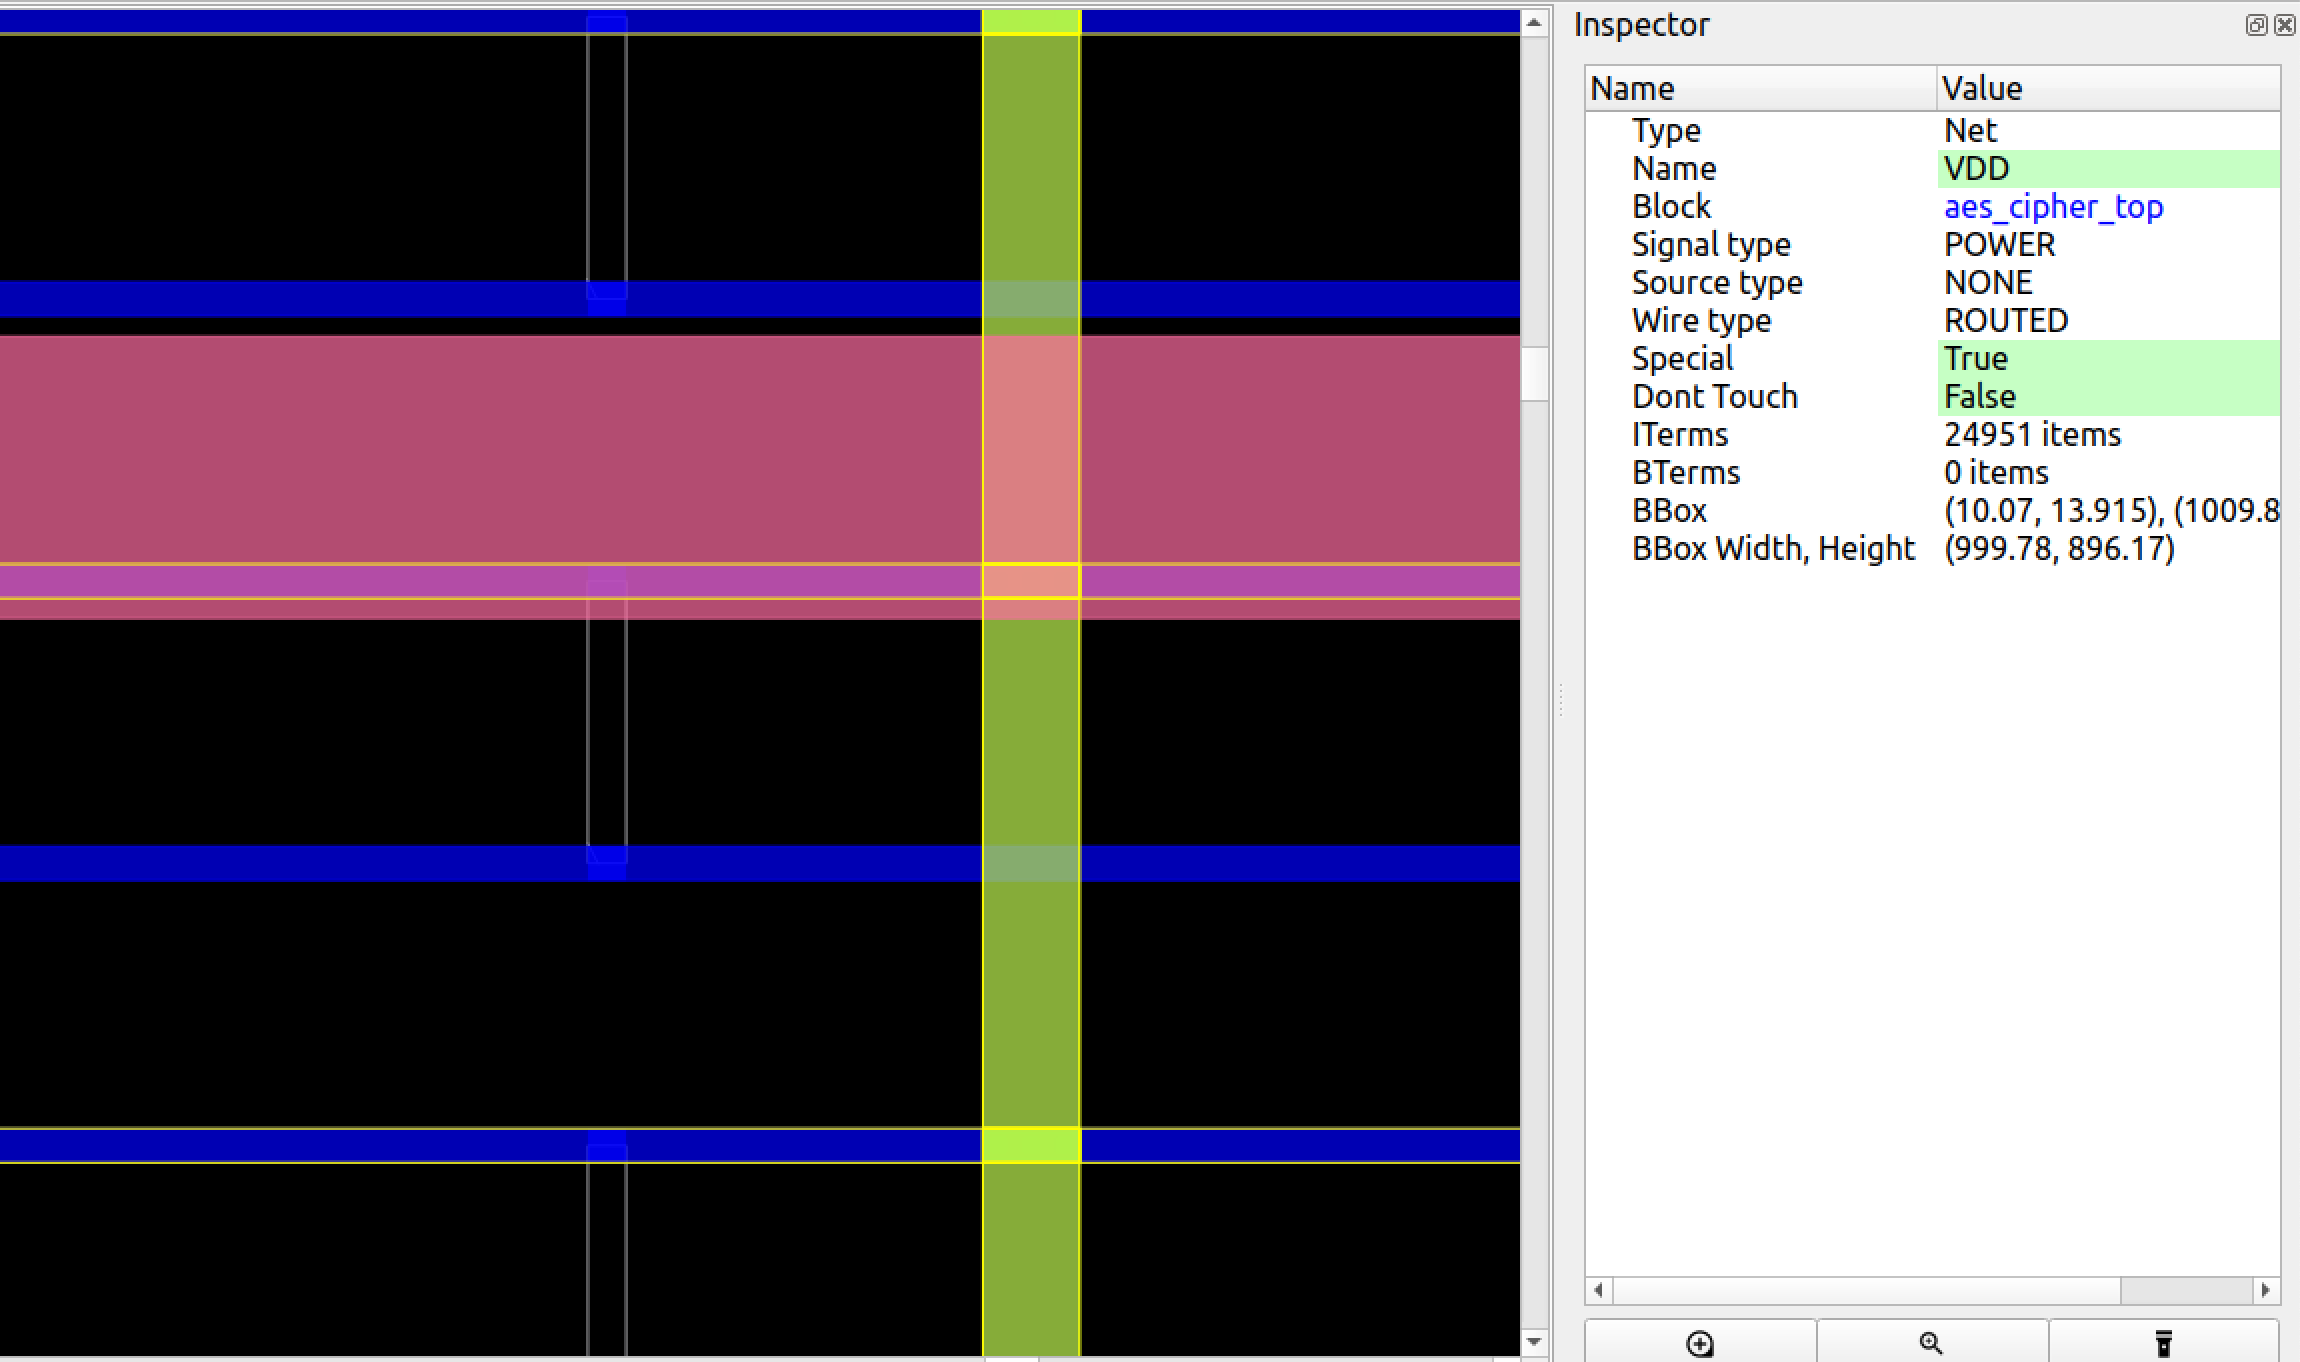 Inspector
Name Value
Type Net
Name VDD
Block aes_cipher_top
Signal type POWER
Source type NONE
Wire type ROUTED
Special True
Dont Touch False
ITerms 24951 items
BTerms 0 items
BBox (10.07, 13.915), (1009.8
BBox Width, Height (999.78, 896.17)